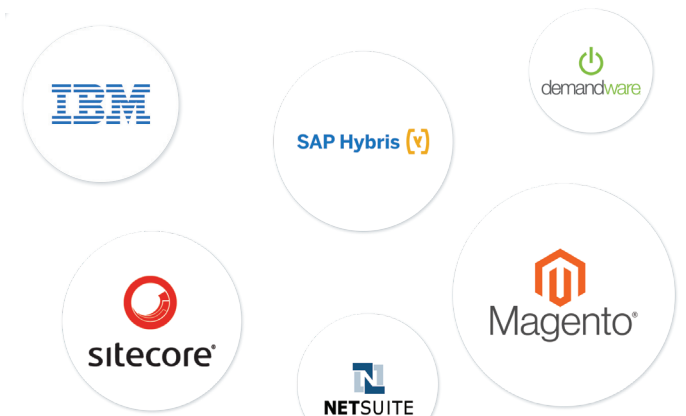 IBM
SAP Hybris
demandware
sitecore®
Magento®
NETSUITE